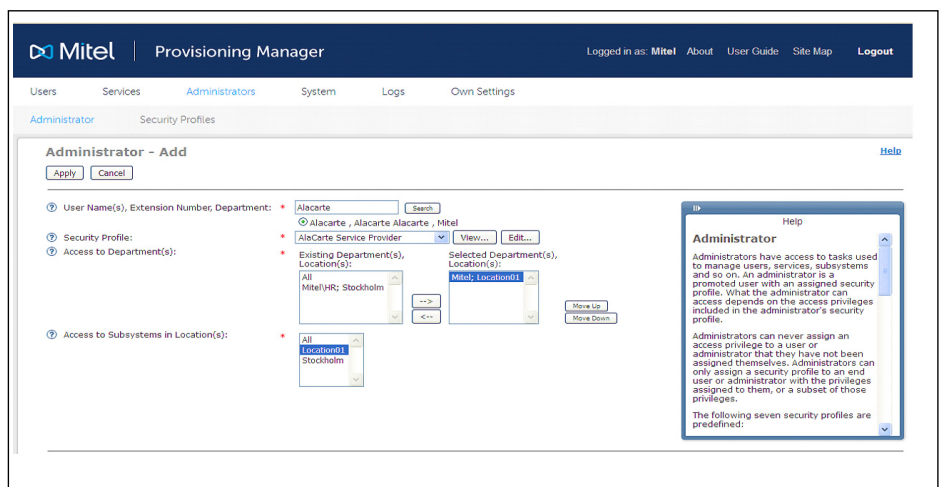 Mitel | Provisioning Manager
Logged in as: Mitel About User Guide Site Map Logout
Users Services Administrators System Logs Own Settings
Administrator Security Profiles
Administrator - Add
Help
Apply Cancel
User Name(s), Extension Number, Department: * Alacarte Search
Alacarte , Alacarte Alacarte , Mitel
Security Profile: * AlaCarte Service Provider View... Edit...
Access to Department(s): * Existing Department(s), Location(s): Selected Department(s), Location(s):
All
Mitel\HR; Stockholm
Mitel; Location01
-->
<--
Move Up
Move Down
Access to Subsystems in Location(s): * All
Location01
Stockholm
Help
Administrator
Administrators have access to tasks used
to manage users, services, subsystems
and so on. An administrator is a
promoted user with an assigned security
profile. What the administrator can
access depends on the access privileges
included in the administrator's security
profile.
Administrators can never assign an
access privilege to a user or
administrator that they have not been
assigned themselves. Administrators can
only assign a security profile to an end
user or administrator with the privileges
assigned to them, or a subset of those
privileges.
The following seven security profiles are
predefined: